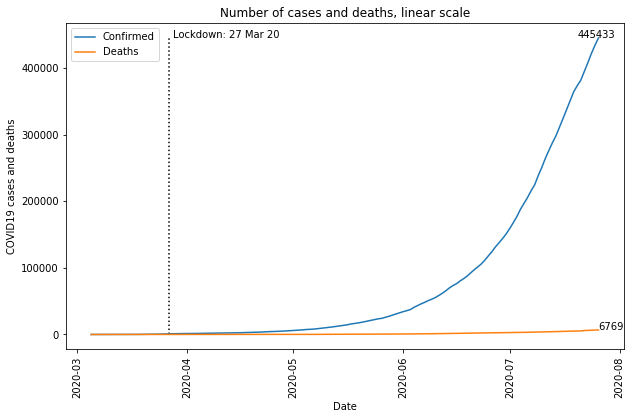 Number of cases and deaths, linear scale
Confirmed
Deaths
Lockdown: 27 Mar 20
445433
6769
COVID19 cases and deaths
400000
300000
200000
100000
0
2020-03
2020-04
2020-05
2020-06
2020-07
2020-08
Date